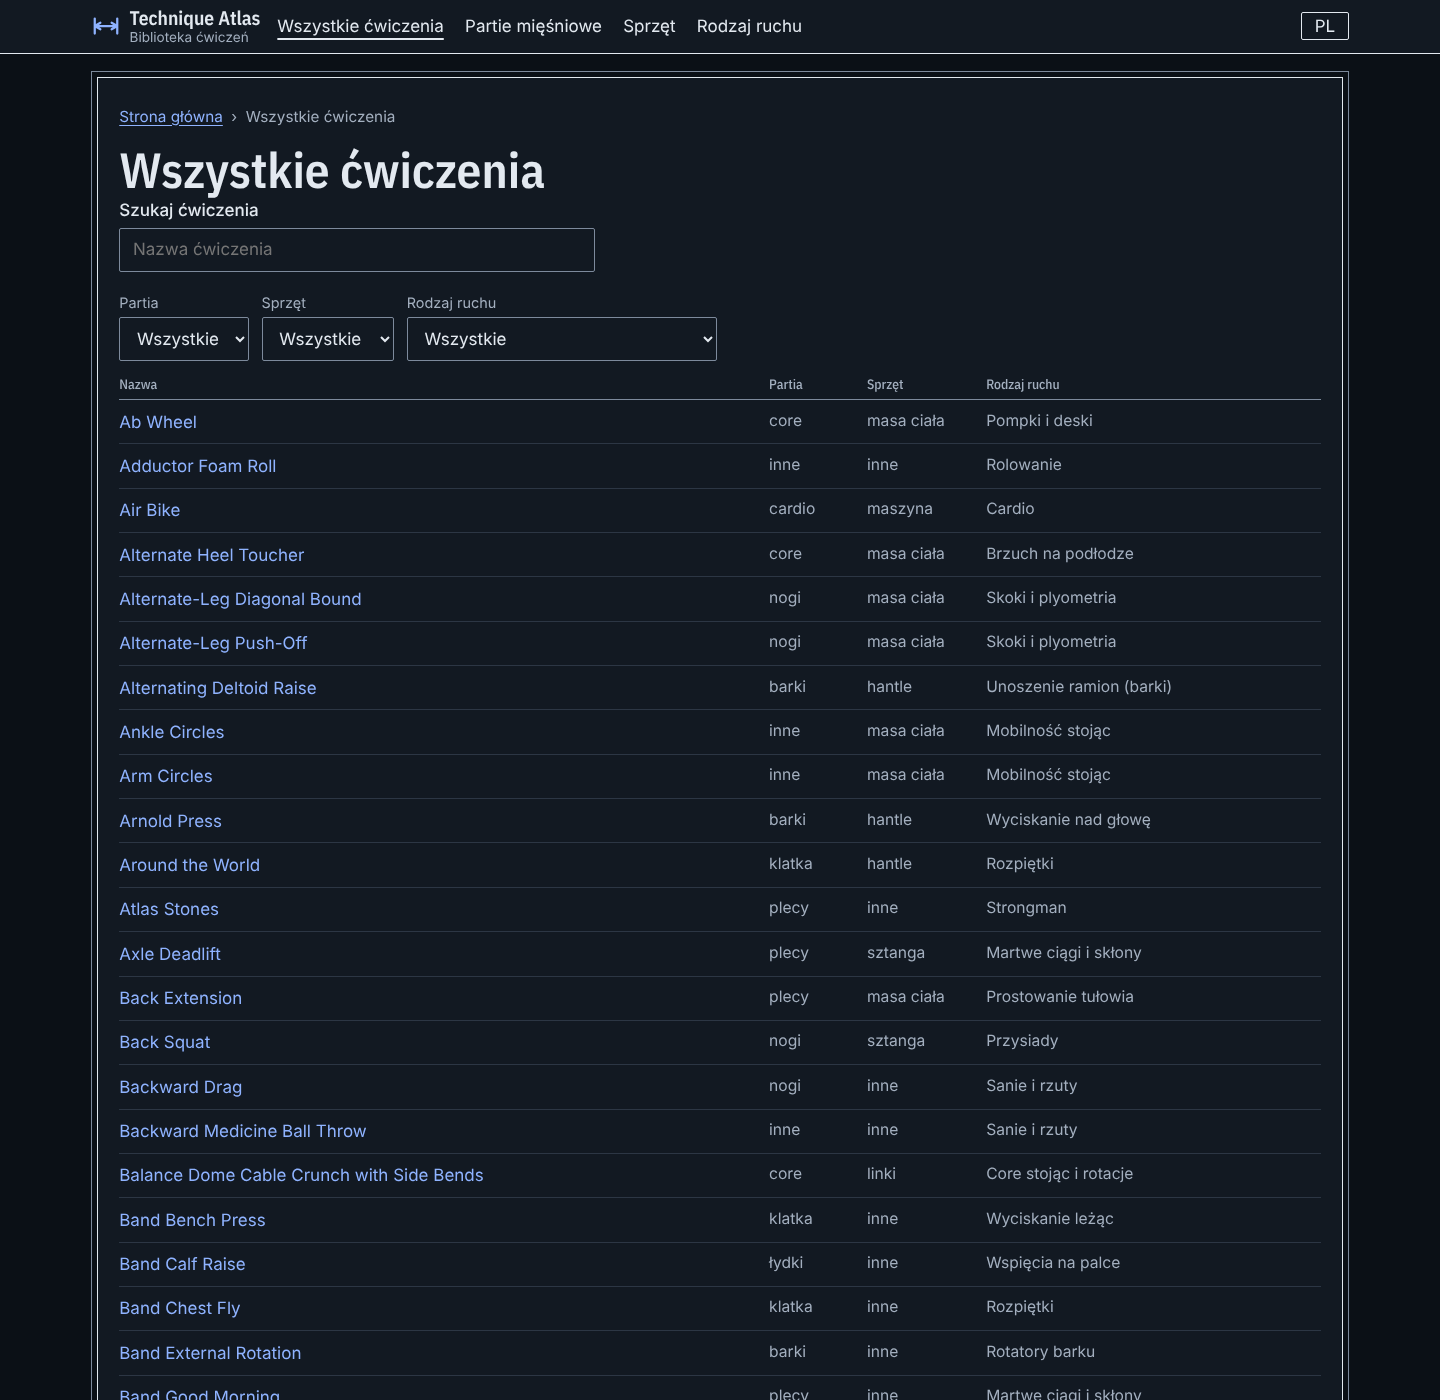 Technique Atlas
Biblioteka ćwiczeń
Wszystkie ćwiczenia Partie mięśniowe Sprzęt Rodzaj ruchu PL
Strona główna › Wszystkie ćwiczenia
Wszystkie ćwiczenia
Szukaj ćwiczenia
Nazwa ćwiczenia
Partia Sprzęt Rodzaj ruchu
Wszystkie Wszystkie Wszystkie
Nazwa Partia Sprzęt Rodzaj ruchu
Ab Wheel core masa ciała Pompki i deski
Adductor Foam Roll inne inne Rolowanie
Air Bike cardio maszyna Cardio
Alternate Heel Toucher core masa ciała Brzuch na podłodze
Alternate-Leg Diagonal Bound nogi masa ciała Skoki i plyometria
Alternate-Leg Push-Off nogi masa ciała Skoki i plyometria
Alternating Deltoid Raise barki hantle Unoszenie ramion (barki)
Ankle Circles inne masa ciała Mobilność stojąc
Arm Circles inne masa ciała Mobilność stojąc
Arnold Press barki hantle Wyciskanie nad głowę
Around the World klatka hantle Rozpiętki
Atlas Stones plecy inne Strongman
Axle Deadlift plecy sztanga Martwe ciągi i skłony
Back Extension plecy masa ciała Prostowanie tułowia
Back Squat nogi sztanga Przysiady
Backward Drag nogi inne Sanie i rzuty
Backward Medicine Ball Throw inne inne Sanie i rzuty
Balance Dome Cable Crunch with Side Bends core linki Core stojąc i rotacje
Band Bench Press klatka inne Wyciskanie leżąc
Band Calf Raise łydki inne Wspięcia na palce
Band Chest Fly klatka inne Rozpiętki
Band External Rotation barki inne Rotatory barku
Band Good Morning plecy inne Martwe ciągi i skłony